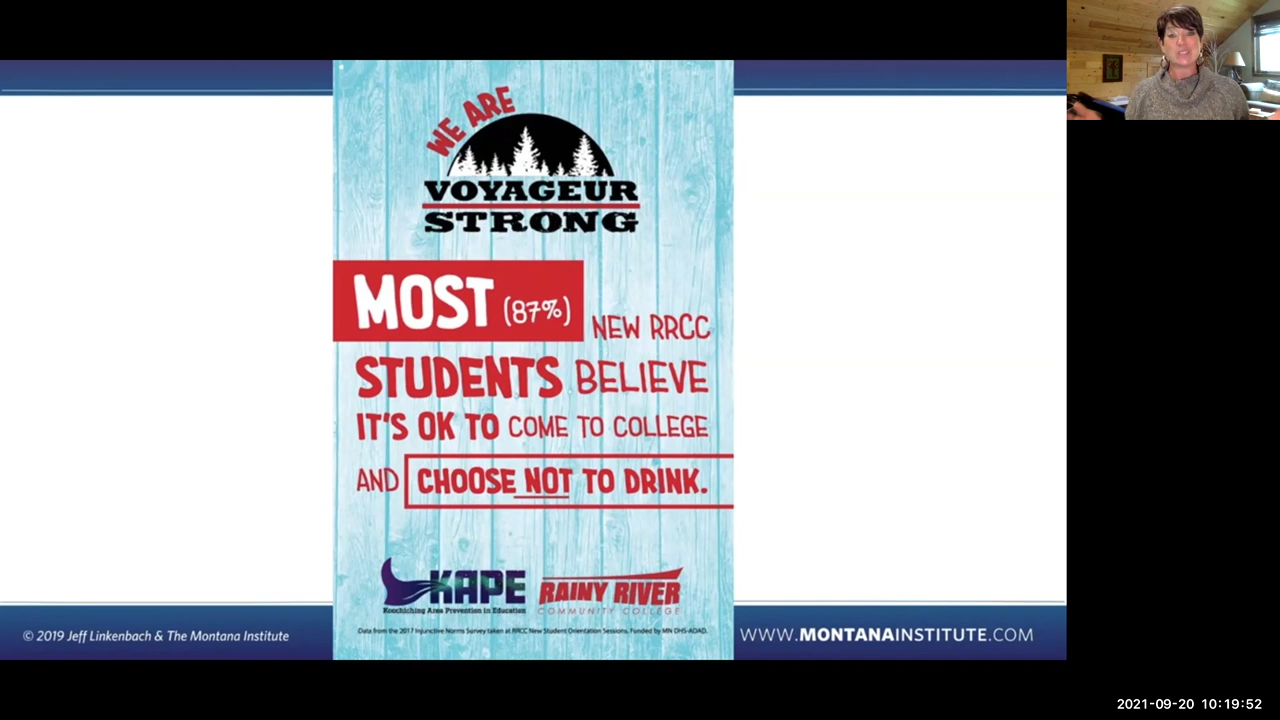 WE ARE
VOYAGEUR
STRONG
MOST (87%)
NEW RRCC
STUDENTS BELIEVE
IT'S OK TO COME TO COLLEGE
AND CHOOSE NOT TO DRINK.
KAPE
Koochiching Area Prevention in Education
RAINY RIVER
COMMUNITY COLLEGE
Data from the 2017 Injunctive Norms Survey taken at RRCC New Student Orientation Sessions. Funded by MN DHS-ADAD.
© 2019 Jeff Linkenbach & The Montana Institute
WWW.MONTANAINSTITUTE.COM
2021-09-20 10:19:52